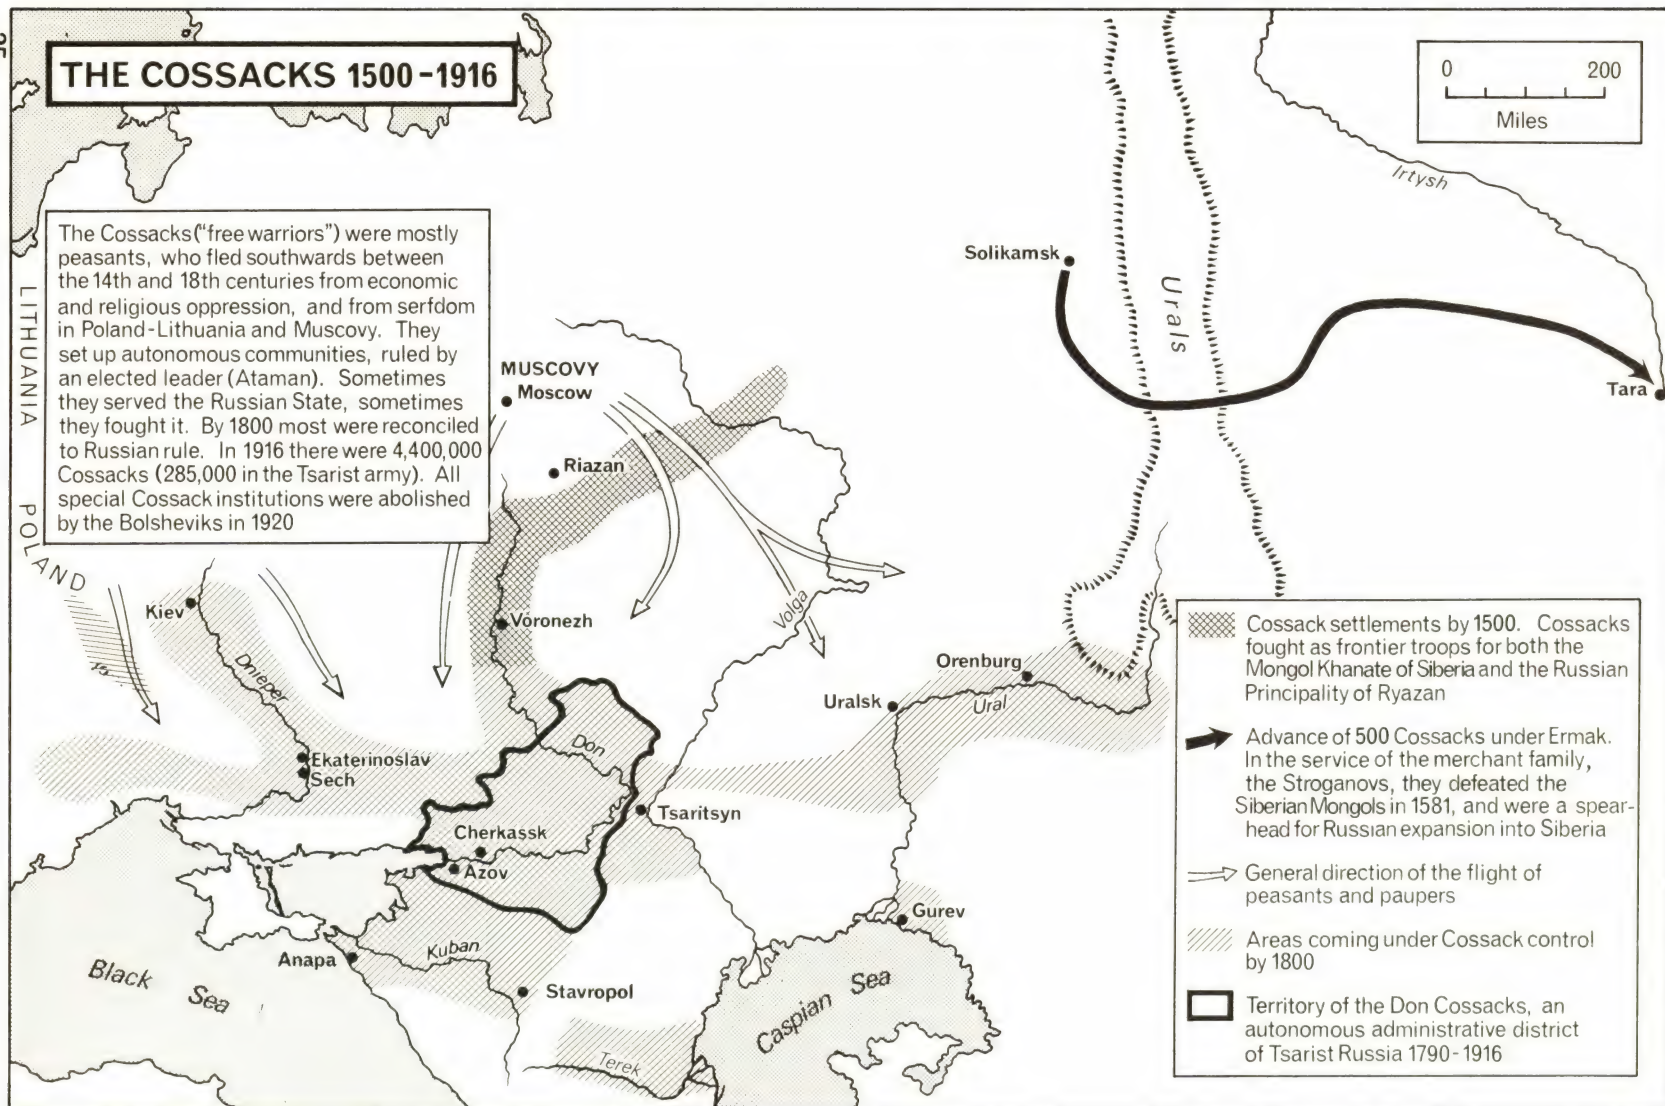 THE COSSACKS 1500-1916
0 200
Miles
The Cossacks ("free warriors") were mostly
peasants, who fled southwards between
the 14th and 18th centuries from economic
and religious oppression, and from serfdom
in Poland-Lithuania and Muscovy. They
set up autonomous communities, ruled by
an elected leader (Ataman). Sometimes
they served the Russian State, sometimes
they fought it. By 1800 most were reconciled
to Russian rule. In 1916 there were 4,400,000
Cossacks (285,000 in the Tsarist army). All
special Cossack institutions were abolished
by the Bolsheviks in 1920
LITHUANIA
POLAND
Irtysh
Solikamsk
Urals
Tara
MUSCOVY
Moscow
Riazan
Volga
Kiev
Voronezh
Dnieper
Orenburg
Uralsk
Ural
Don
Ekaterinoslav
Sech
Tsaritsyn
Cherkassk
Azov
Gurev
Kuban
Anapa
Stavropol
Black Sea
Caspian Sea
Terek
Cossack settlements by 1500. Cossacks
fought as frontier troops for both the
Mongol Khanate of Siberia and the Russian
Principality of Ryazan
Advance of 500 Cossacks under Ermak.
In the service of the merchant family,
the Stroganovs, they defeated the
Siberian Mongols in 1581, and were a spear-
head for Russian expansion into Siberia
General direction of the flight of
peasants and paupers
Areas coming under Cossack control
by 1800
Territory of the Don Cossacks, an
autonomous administrative district
of Tsarist Russia 1790-1916